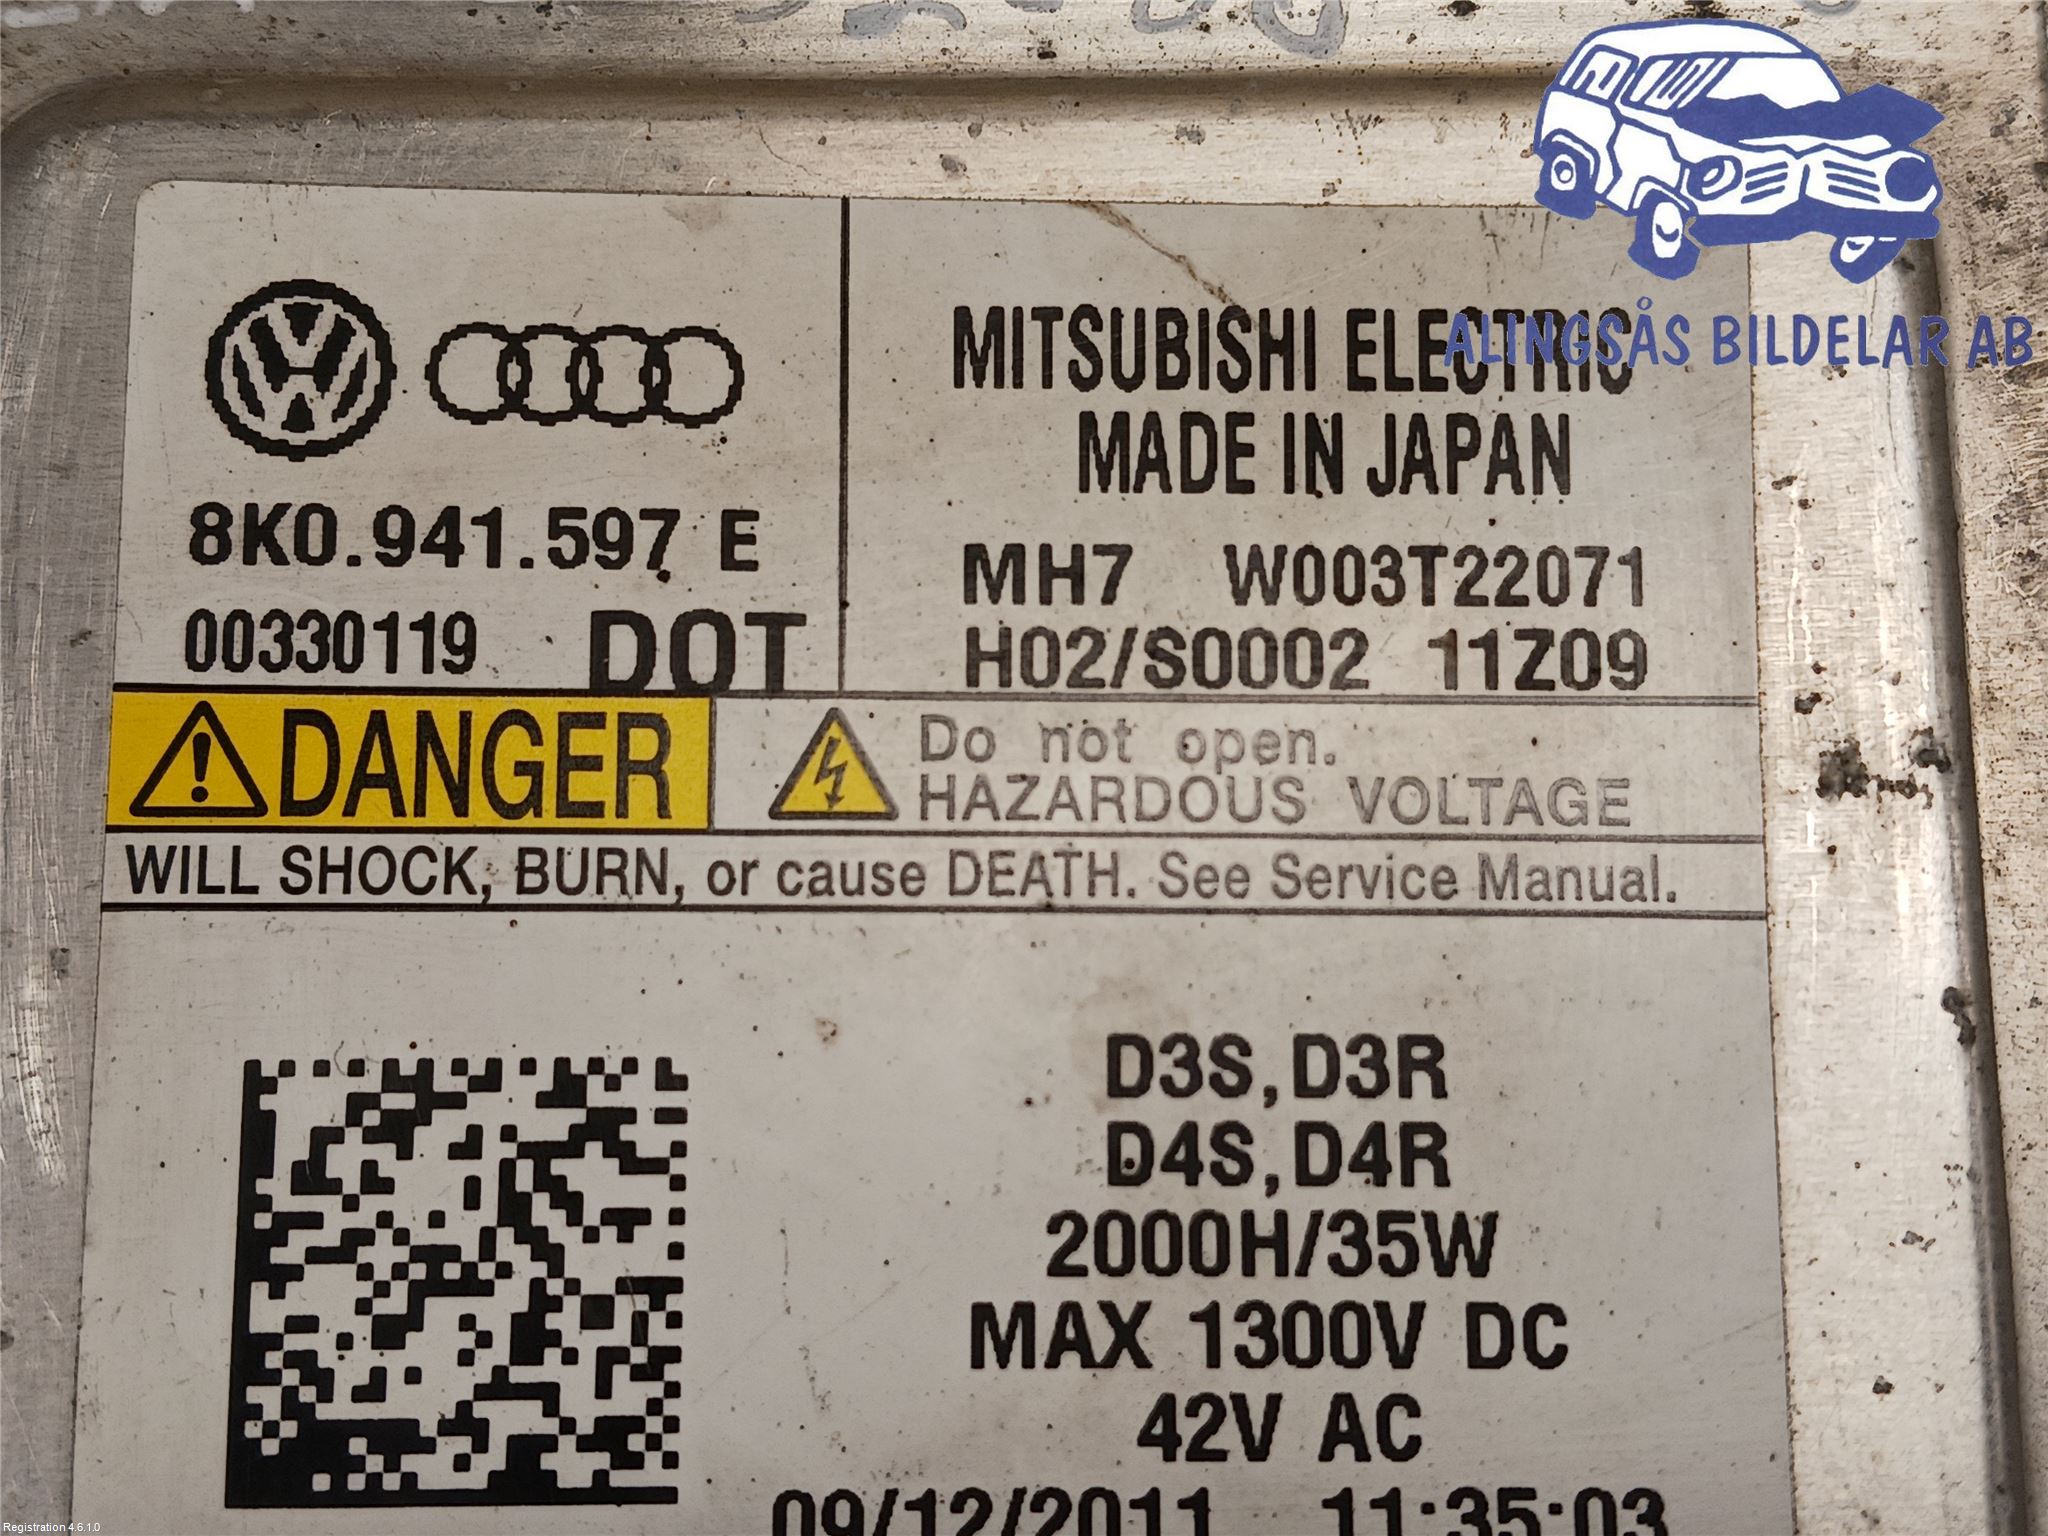 ALINGSÅS BILDELAR AB
8K0.941.597 E
00330119 DOT
MITSUBISHI ELECTRIC
MADE IN JAPAN
MH7 W003T22071
H02/S0002 11Z09
DANGER
Do not open.
HAZARDOUS VOLTAGE
WILL SHOCK, BURN, or cause DEATH. See Service Manual.
D3S,D3R
D4S,D4R
2000H/35W
MAX 1300V DC
42V AC
09/12/2011 11:35:03
Registration 4.6.1.0